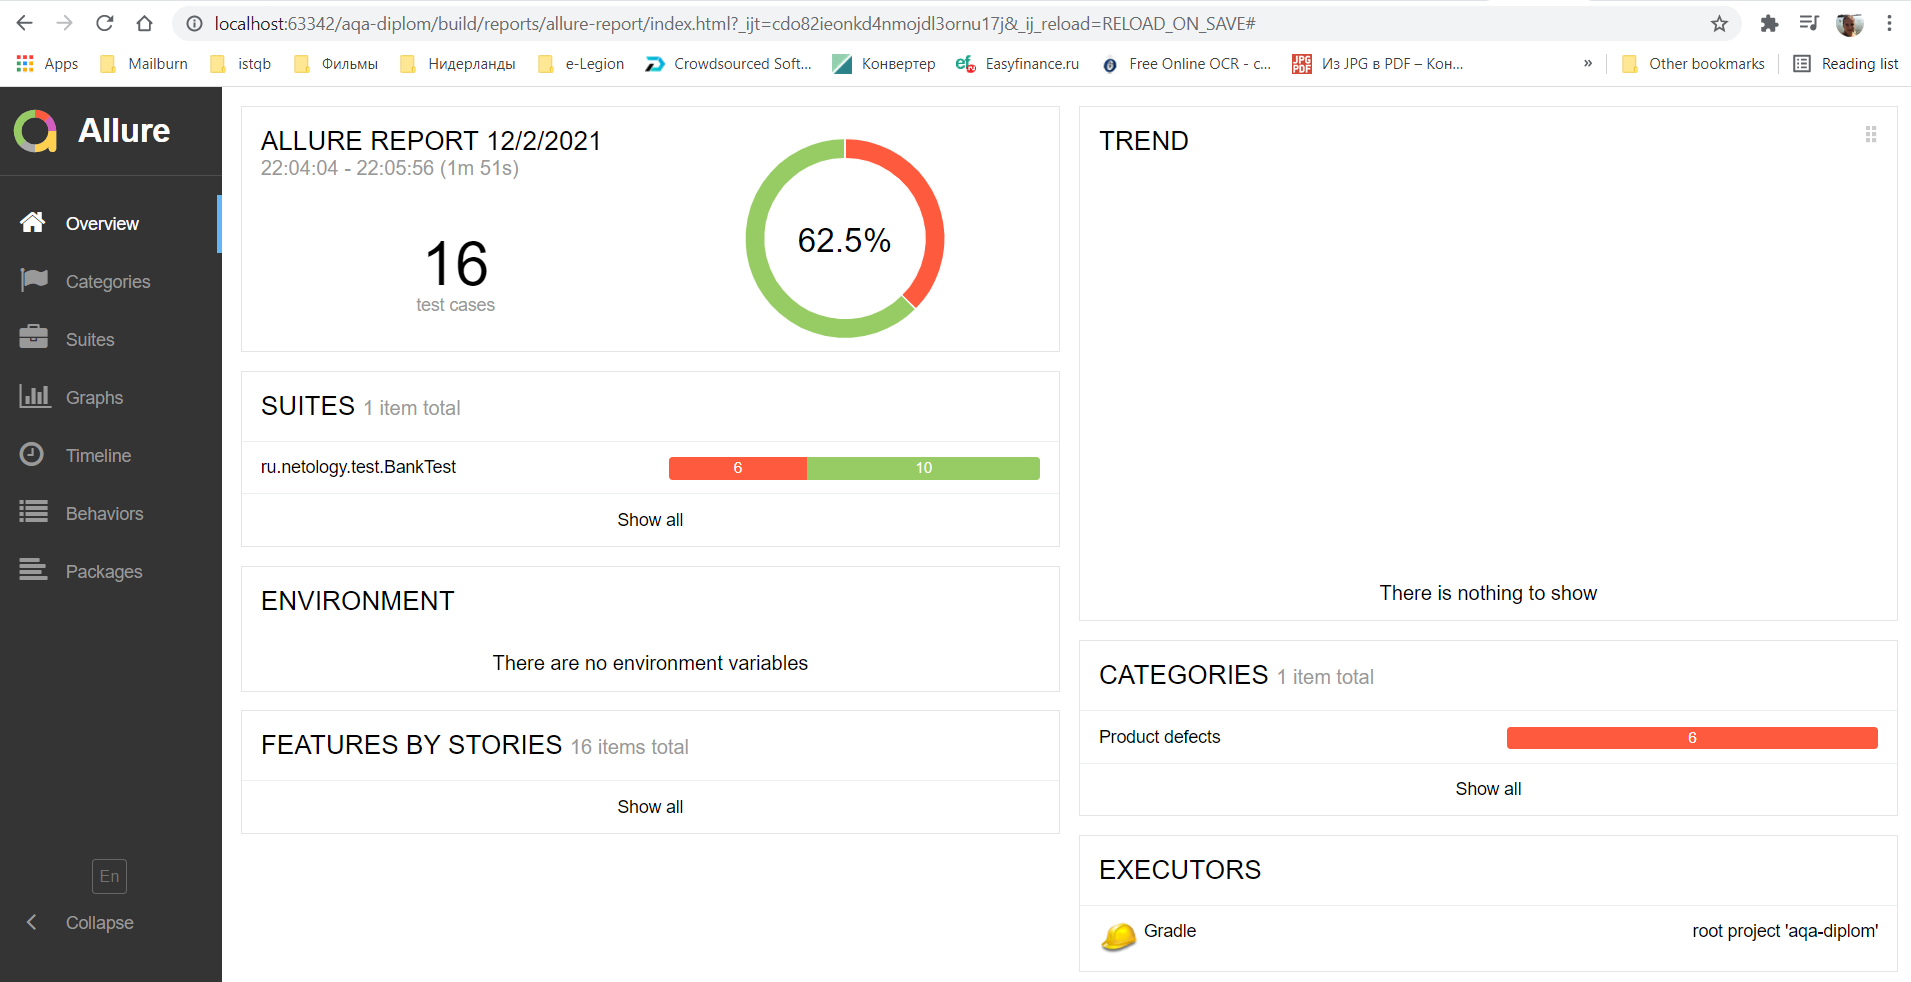 localhost:63342/aqa-diplom/build/reports/allure-report/index.html?_ijt=cdo82ieonkd4nmojdl3ornu17j&_ij_reload=RELOAD_ON_SAVE#
Apps Mailburn istqb Фильмы Нидерланды e-Legion Crowdsourced Soft... Конвертер Easyfinance.ru Free Online OCR - c... JPG PDF Из JPG в PDF – Кон... » Other bookmarks Reading list
Allure
Overview
Categories
Suites
Graphs
Timeline
Behaviors
Packages
En
Collapse
ALLURE REPORT 12/2/2021
22:04:04 - 22:05:56 (1m 51s)
16
test cases
62.5%
SUITES 1 item total
ru.netology.test.BankTest 6 10
Show all
ENVIRONMENT
There are no environment variables
FEATURES BY STORIES 16 items total
Show all
TREND
There is nothing to show
CATEGORIES 1 item total
Product defects 6
Show all
EXECUTORS
Gradle root project 'aqa-diplom'